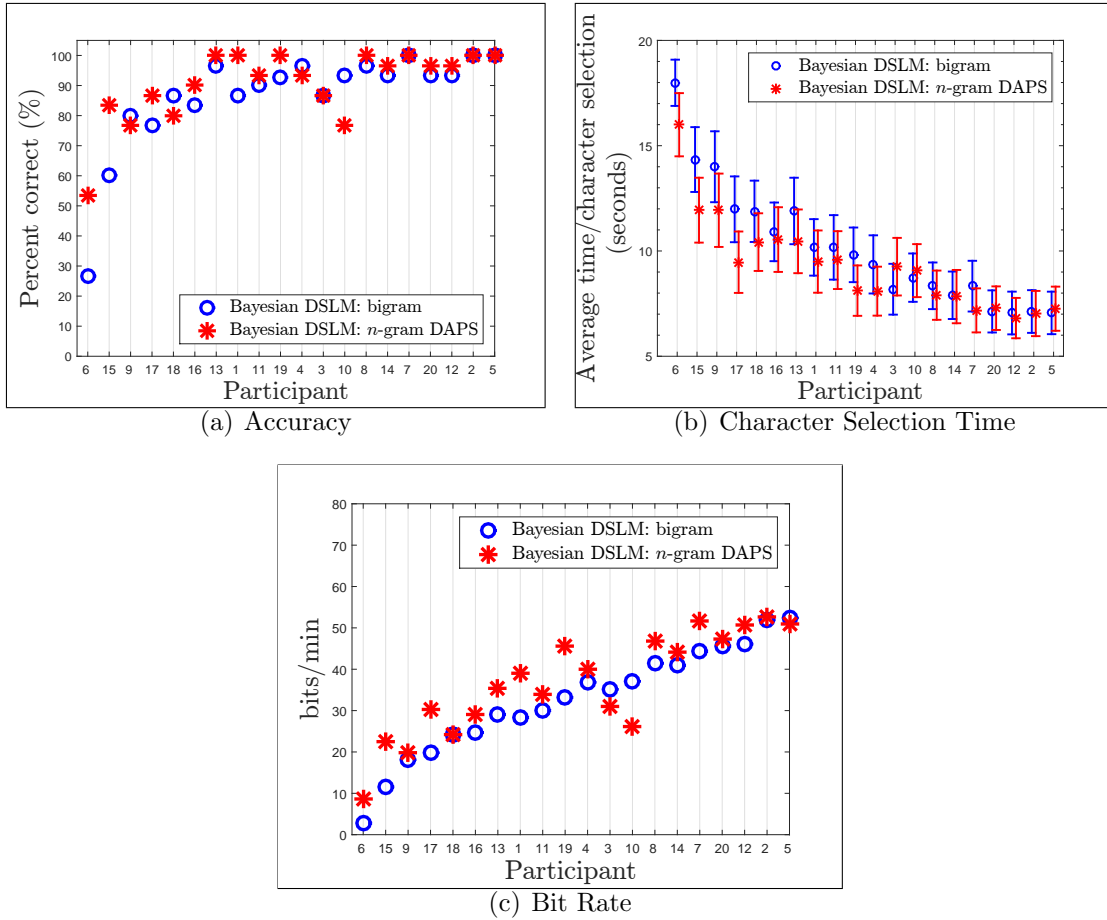 Percent correct (%)
100
90
80
70
60
50
40
30
20
10
0
Bayesian DSLM: bigram
Bayesian DSLM: n-gram DAPS
6 15 9 17 18 16 13 1 11 19 4 3 10 8 14 7 20 12 2 5
Participant
(a) Accuracy
Average time/character selection
(seconds)
20
15
10
5
Bayesian DSLM: bigram
Bayesian DSLM: n-gram DAPS
6 15 9 17 18 16 13 1 11 19 4 3 10 8 14 7 20 12 2 5
Participant
(b) Character Selection Time
bits/min
80
70
60
50
40
30
20
10
0
Bayesian DSLM: bigram
Bayesian DSLM: n-gram DAPS
6 15 9 17 18 16 13 1 11 19 4 3 10 8 14 7 20 12 2 5
Participant
(c) Bit Rate